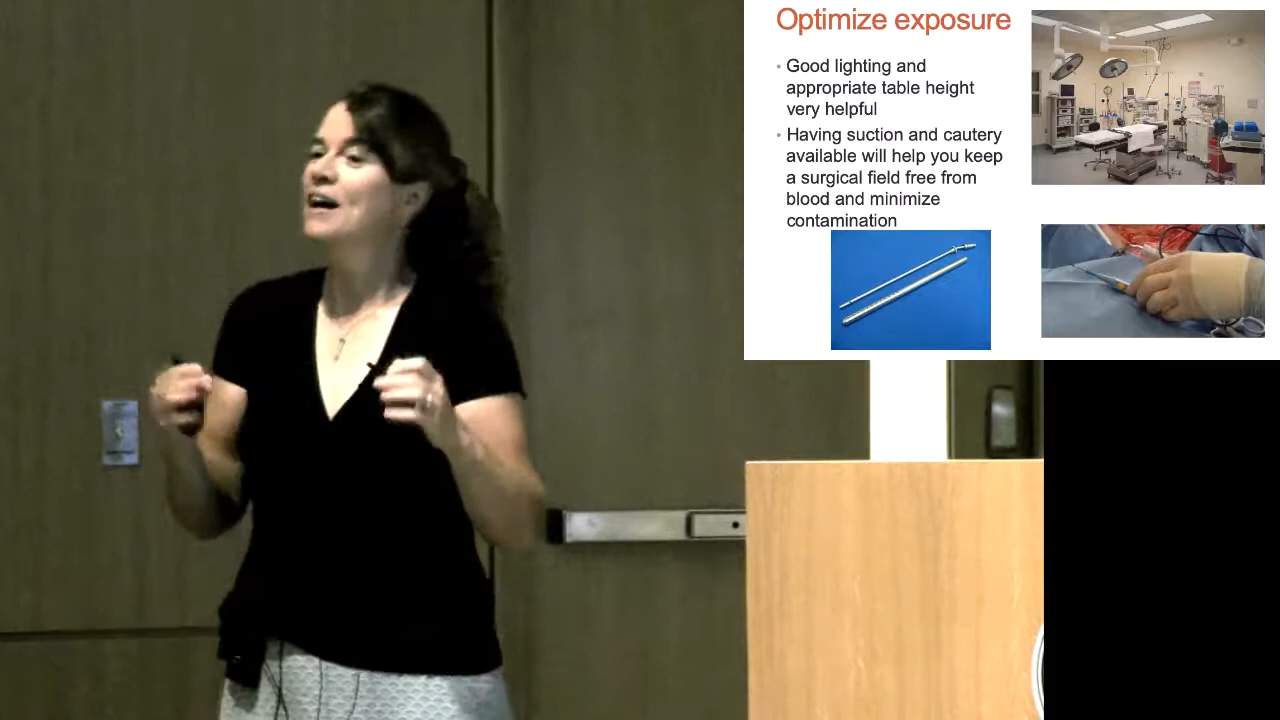 Optimize exposure
• Good lighting and
appropriate table height
very helpful
• Having suction and cautery
available will help you keep
a surgical field free from
blood and minimize
contamination